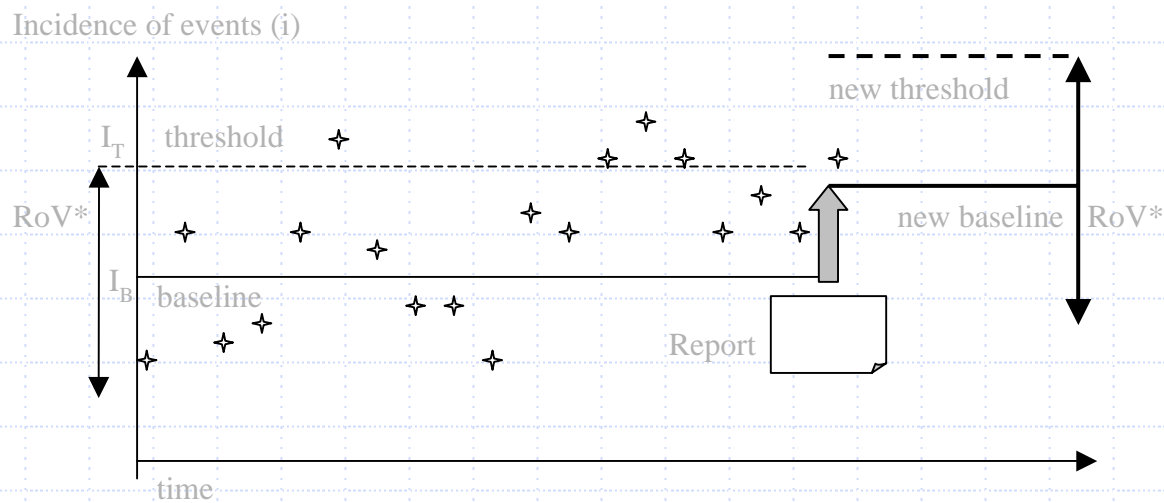 Incidence of events (i)
new threshold
I_T threshold
RoV*
new baseline
RoV*
I_B
baseline
Report
time